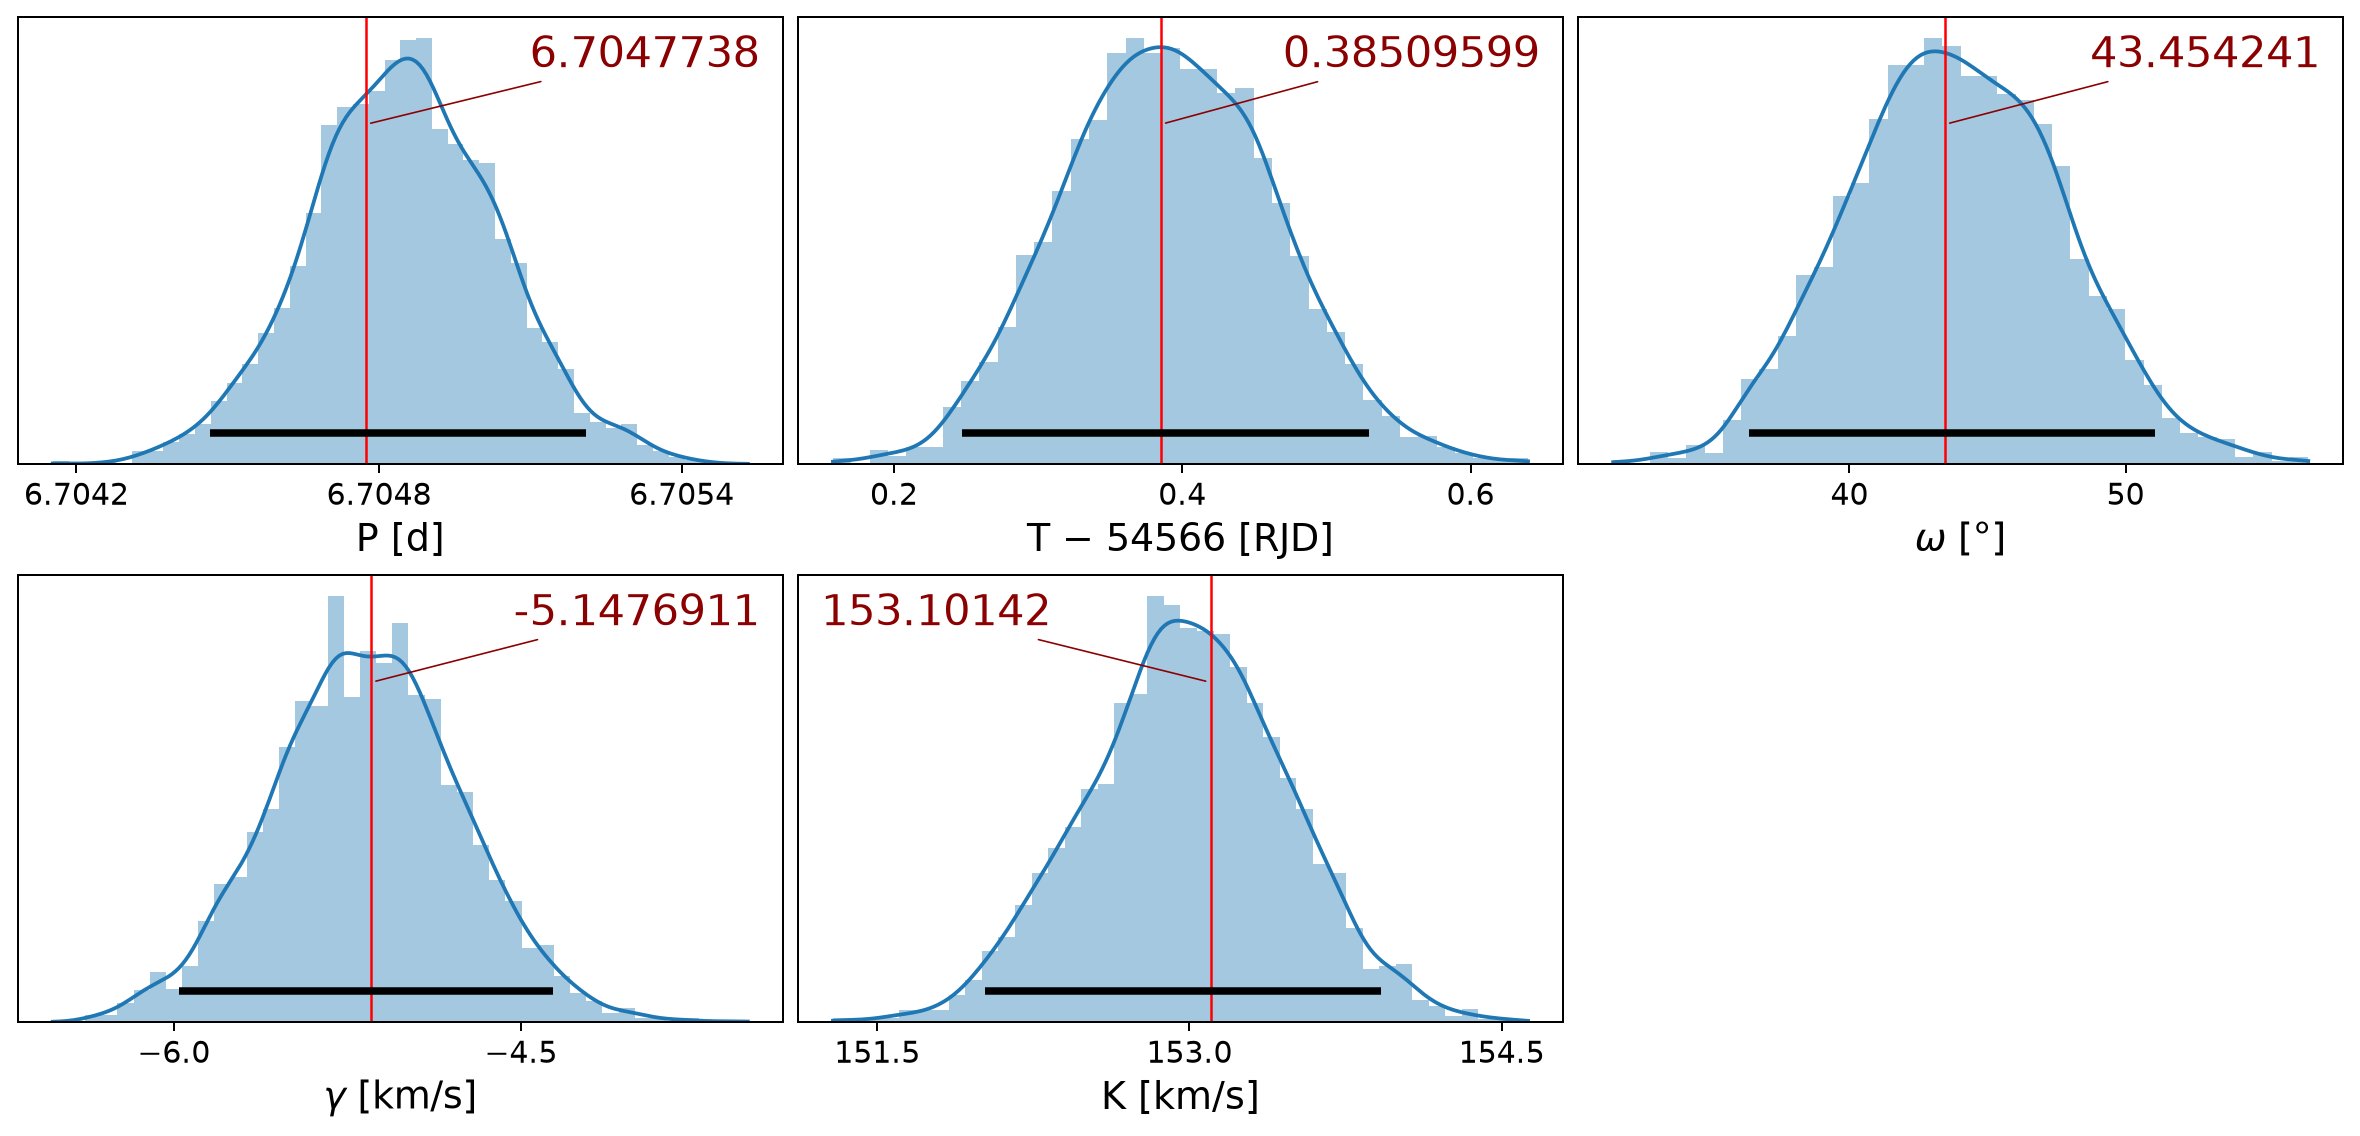 6.7047738
6.7042 6.7048 6.7054
P [d]
0.38509599
0.2 0.4 0.6
T − 54566 [RJD]
43.454241
40 50
ω [°]
-5.1476911
−6.0 −4.5
γ [km/s]
153.10142
151.5 153.0 154.5
K [km/s]